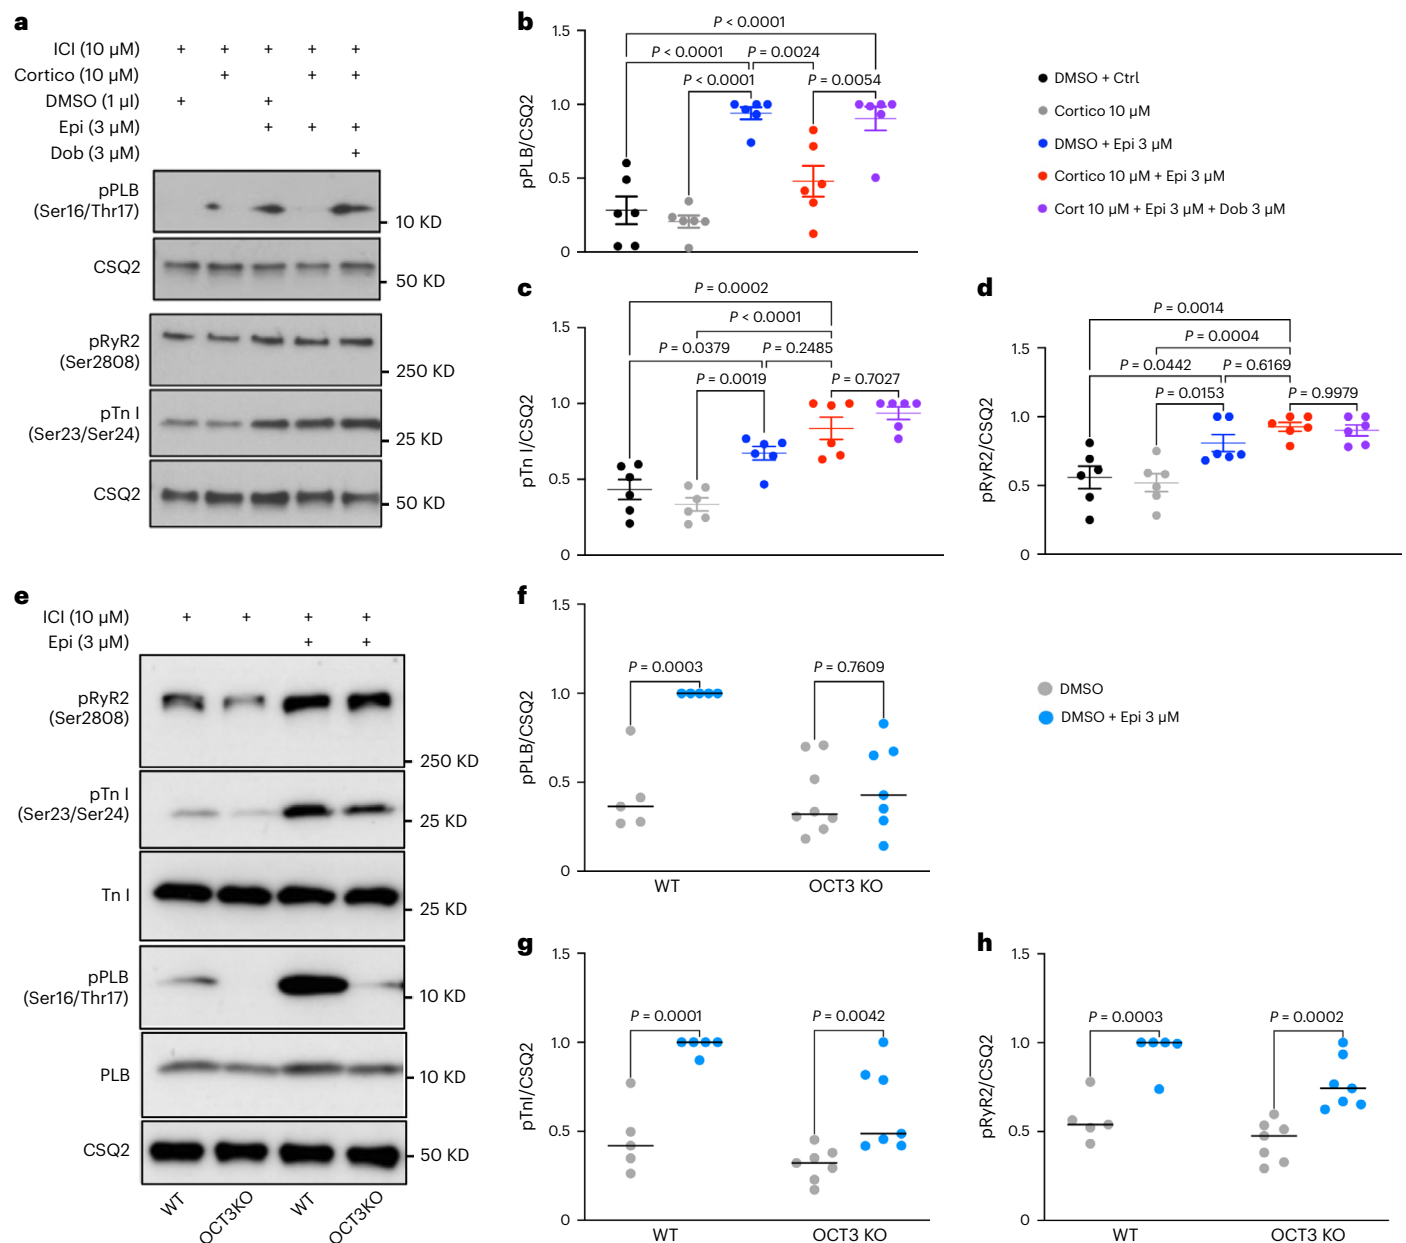 a
ICI (10 µM) + + + + +
Cortico (10 µM) + + +
DMSO (1 µl) + +
Epi (3 µM) + + +
Dob (3 µM) +
pPLB
(Ser16/Thr17)
10 KD
CSQ2
50 KD
pRyR2
(Ser2808)
250 KD
pTn I
(Ser23/Ser24)
25 KD
CSQ2
50 KD
b
pPLB/CSQ2
1.5
1.0
0.5
0
P < 0.0001
P < 0.0001 P = 0.0024
P < 0.0001 P = 0.0054
DMSO + Ctrl
Cortico 10 µM
DMSO + Epi 3 µM
Cortico 10 µM + Epi 3 µM
Cort 10 µM + Epi 3 µM + Dob 3 µM
c
pTn I/CSQ2
1.5
1.0
0.5
0
P = 0.0002
P < 0.0001
P = 0.0379 P = 0.2485
P = 0.0019 P = 0.7027
d
pRyR2/CSQ2
1.5
1.0
0.5
0
P = 0.0014
P = 0.0004
P = 0.0442 P = 0.6169
P = 0.0153 P = 0.9979
e
ICI (10 µM) + + + +
Epi (3 µM) + +
pRyR2
(Ser2808)
250 KD
pTn I
(Ser23/Ser24)
25 KD
Tn I
25 KD
pPLB
(Ser16/Thr17)
10 KD
PLB
10 KD
CSQ2
50 KD
WT OCT3KO WT OCT3KO
f
pPLB/CSQ2
1.5
1.0
0.5
0
P = 0.0003 P = 0.7609
WT OCT3 KO
DMSO
DMSO + Epi 3 µM
g
pTnI/CSQ2
1.5
1.0
0.5
0
P = 0.0001 P = 0.0042
WT OCT3 KO
h
pRyR2/CSQ2
1.5
1.0
0.5
0
P = 0.0003 P = 0.0002
WT OCT3 KO